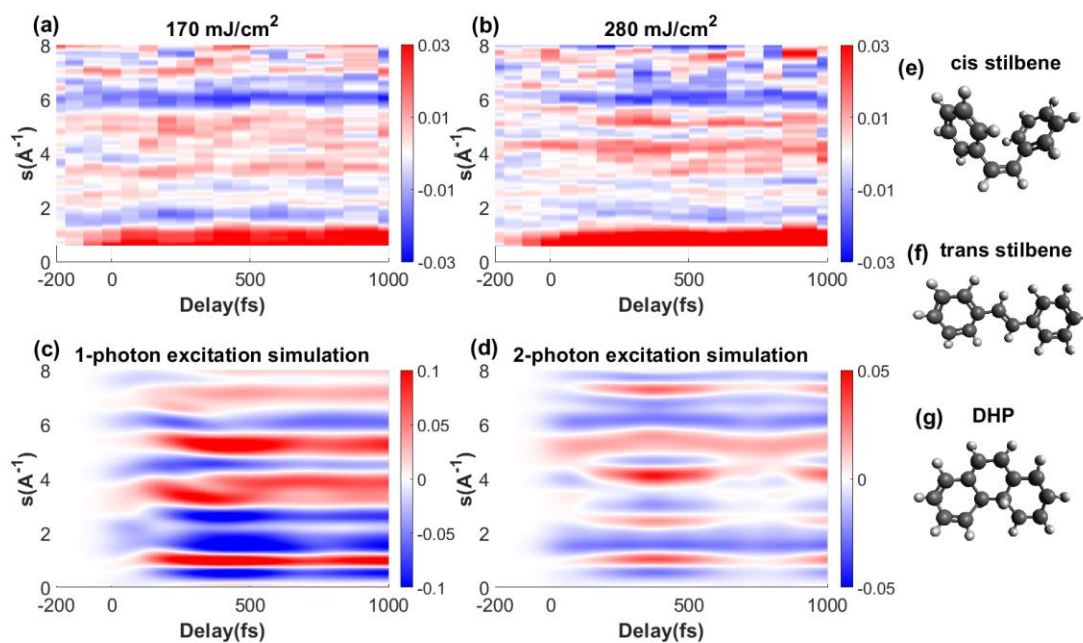 (a) 170 mJ/cm²
(b) 280 mJ/cm²
(e) cis stilbene
8 6 4 2 0
s(Å⁻¹)
0.03 0.01 -0.01 -0.03
-200 0 500 1000
Delay(fs)
8 6 4 2 0
s(Å⁻¹)
0.03 0.01 -0.01 -0.03
-200 0 500 1000
Delay(fs)
(f) trans stilbene
(c) 1-photon excitation simulation
(d) 2-photon excitation simulation
8 6 4 2 0
s(Å⁻¹)
0.1 0.05 0 -0.05 -0.1
-200 0 500 1000
Delay(fs)
8 6 4 2 0
s(Å⁻¹)
0.05 0 -0.05
-200 0 500 1000
Delay(fs)
(g) DHP